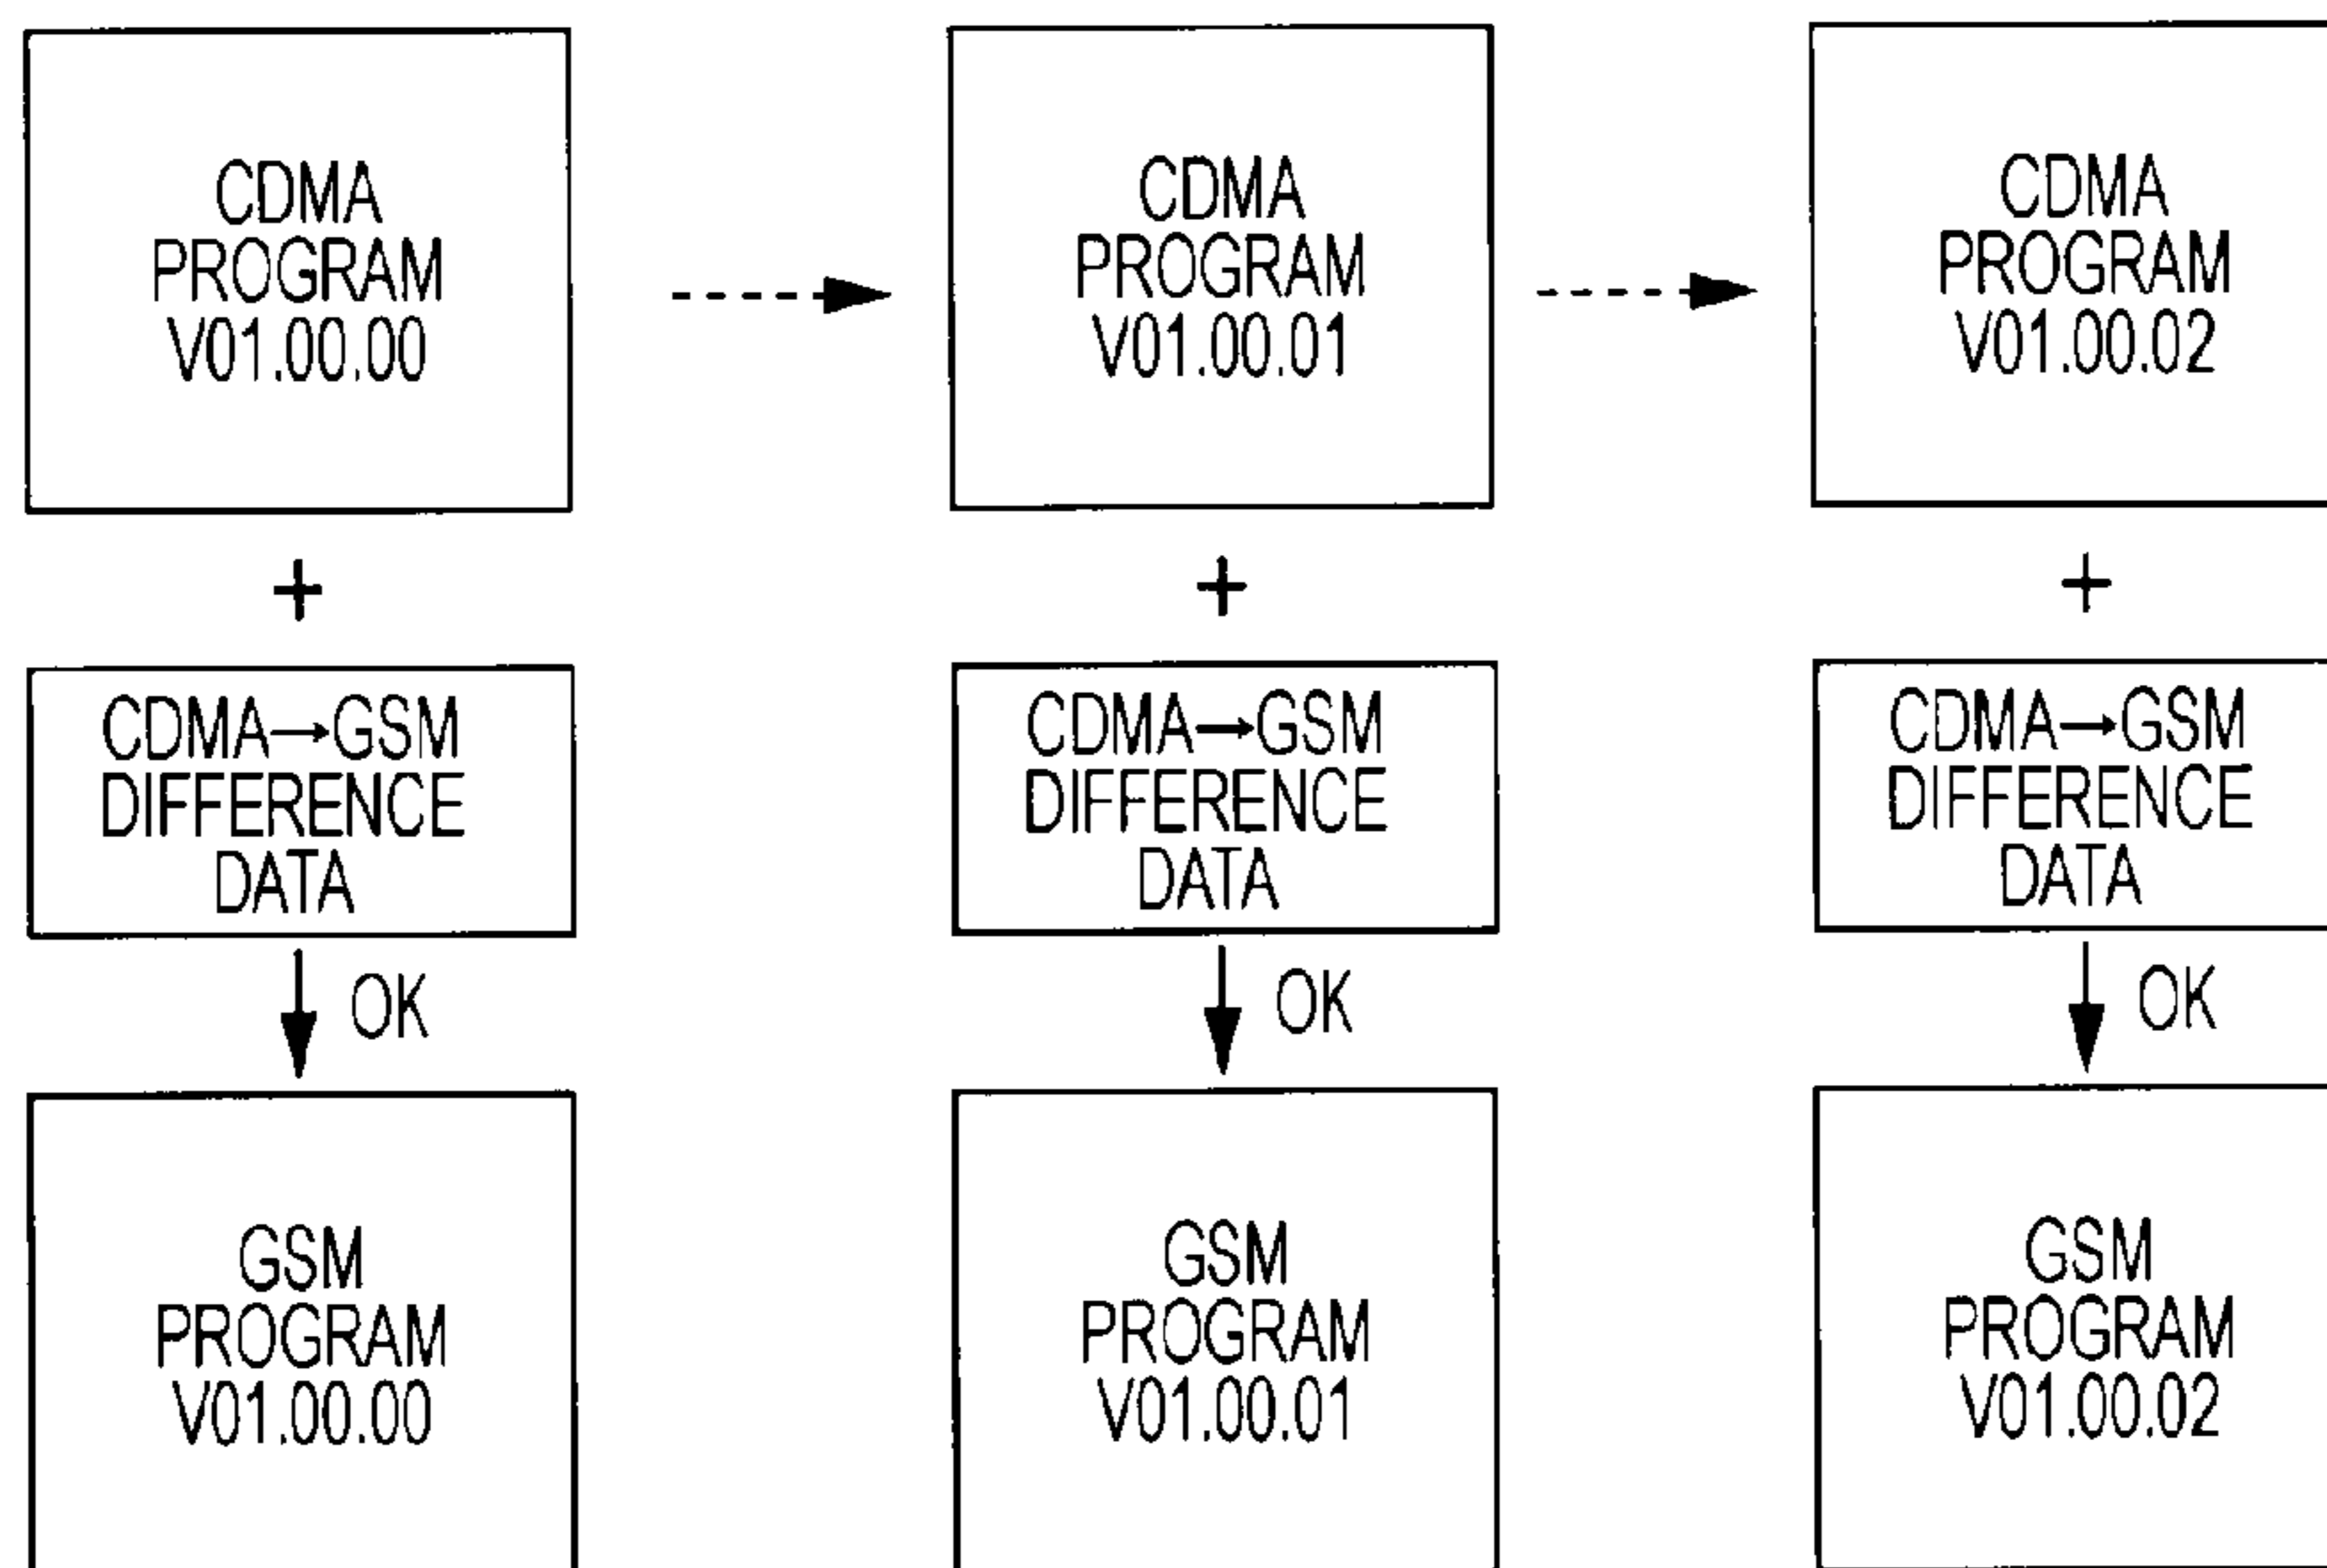 CDMA
PROGRAM
V01.00.00
CDMA
PROGRAM
V01.00.01
CDMA
PROGRAM
V01.00.02
+
+
+
CDMA→GSM
DIFFERENCE
DATA
CDMA→GSM
DIFFERENCE
DATA
CDMA→GSM
DIFFERENCE
DATA
OK
OK
OK
GSM
PROGRAM
V01.00.00
GSM
PROGRAM
V01.00.01
GSM
PROGRAM
V01.00.02